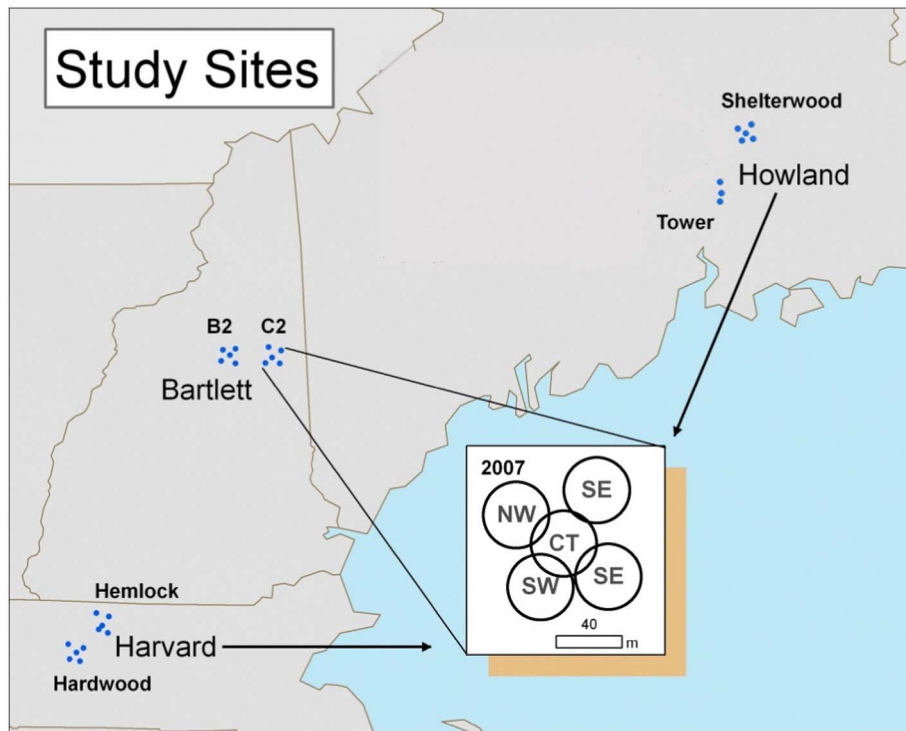 Study Sites
Shelterwood
Howland
Tower
B2 C2
Bartlett
2007
SE
NW
CT
SW
SE
40
m
Hemlock
Harvard
Hardwood